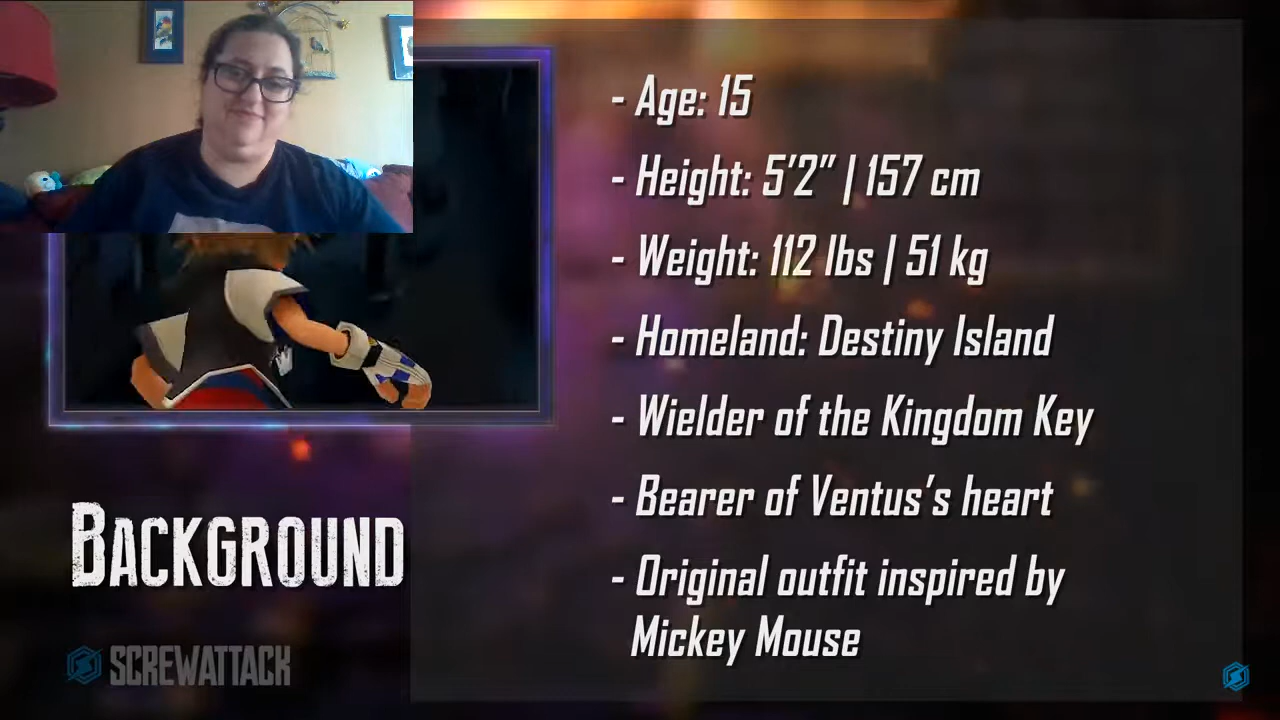 - Age: 15
- Height: 5'2" | 157 cm
- Weight: 112 lbs | 51 kg
- Homeland: Destiny Island
- Wielder of the Kingdom Key
- Bearer of Ventus's heart
- Original outfit inspired by
Mickey Mouse
BACKGROUND
SCREWATTACK